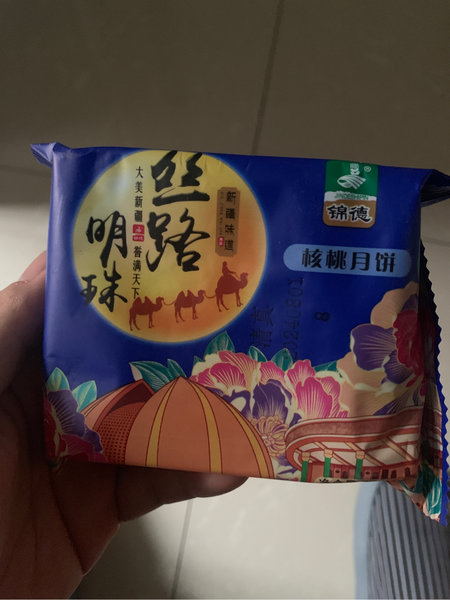 丝路
明珠
大美新疆 誉满天下
新疆味道
锦德
核桃月饼